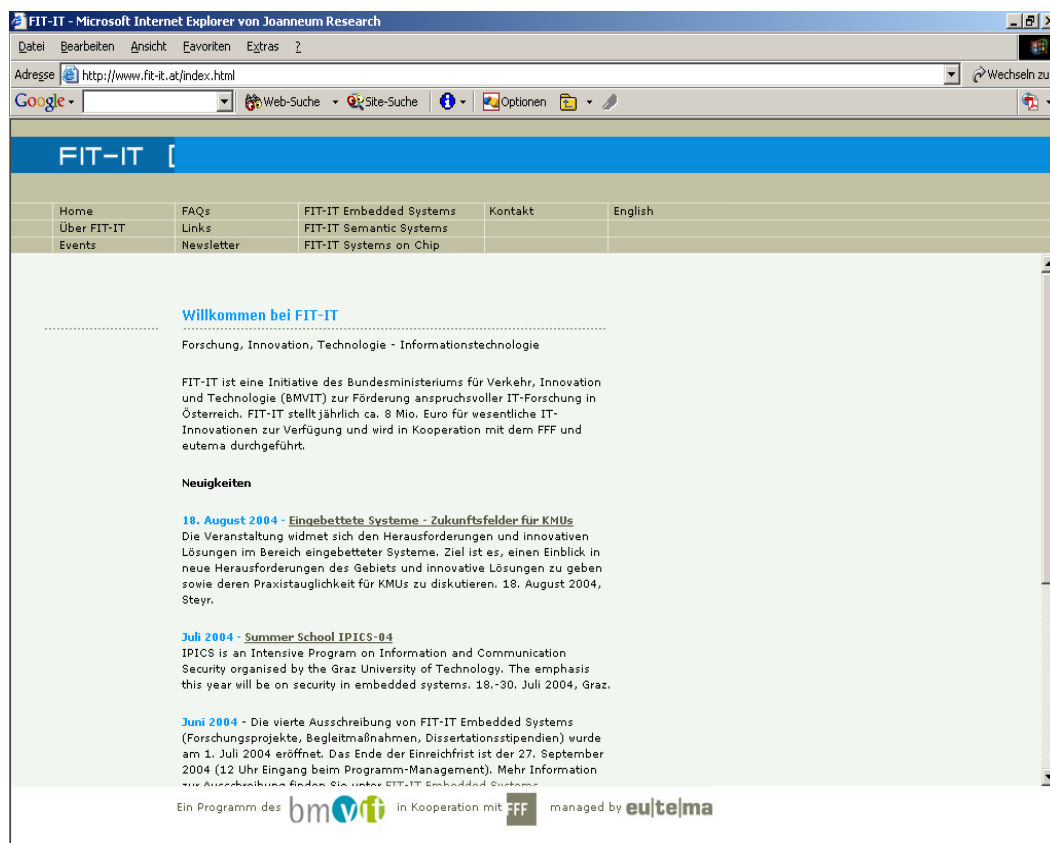 FIT-IT - Microsoft Internet Explorer von Joanneum Research
Datei Bearbeiten Ansicht Favoriten Extras ?
Adresse http://www.fit-it.at/index.html Wechseln zu
Google Web-Suche Site-Suche Optionen
FIT-IT [
Home FAQs FIT-IT Embedded Systems Kontakt English
Über FIT-IT Links FIT-IT Semantic Systems
Events Newsletter FIT-IT Systems on Chip
Willkommen bei FIT-IT
Forschung, Innovation, Technologie - Informationstechnologie
FIT-IT ist eine Initiative des Bundesministeriums für Verkehr, Innovation
und Technologie (BMVIT) zur Förderung anspruchsvoller IT-Forschung in
Österreich. FIT-IT stellt jährlich ca. 8 Mio. Euro für wesentliche IT-
Innovationen zur Verfügung und wird in Kooperation mit dem FFF und
eutema durchgeführt.
Neuigkeiten
18. August 2004 - Eingebettete Systeme - Zukunftsfelder für KMUs
Die Veranstaltung widmet sich den Herausforderungen und innovativen
Lösungen im Bereich eingebetteter Systeme. Ziel ist es, einen Einblick in
neue Herausforderungen des Gebiets und innovative Lösungen zu geben
sowie deren Praxistauglichkeit für KMUs zu diskutieren. 18. August 2004,
Steyr.
Juli 2004 - Summer School IPICS-04
IPICS is an Intensive Program on Information and Communication
Security organised by the Graz University of Technology. The emphasis
this year will be on security in embedded systems. 18.-30. Juli 2004, Graz.
Juni 2004 - Die vierte Ausschreibung von FIT-IT Embedded Systems
(Forschungsprojekte, Begleitmaßnahmen, Dissertationsstipendien) wurde
am 1. Juli 2004 eröffnet. Das Ende der Einreichfrist ist der 27. September
2004 (12 Uhr Eingang beim Programm-Management). Mehr Information
zur Ausschreibung finden Sie unter FIT-IT Embedded Systems
Ein Programm des bmvit in Kooperation mit FFF managed by eu|te|ma